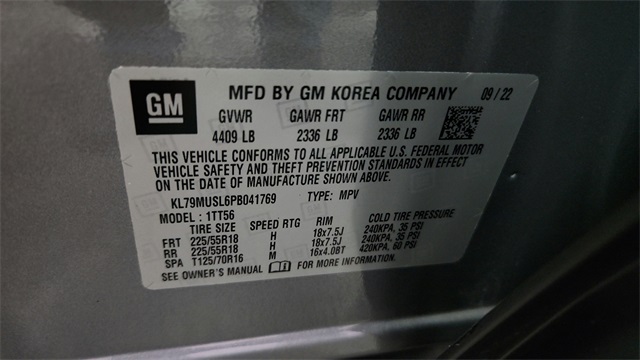 GM MFD BY GM KOREA COMPANY 09/22
GVWR GAWR FRT GAWR RR
4409 LB 2336 LB 2336 LB
THIS VEHICLE CONFORMS TO ALL APPLICABLE U.S. FEDERAL MOTOR
VEHICLE SAFETY AND THEFT PREVENTION STANDARDS IN EFFECT
ON THE DATE OF MANUFACTURE SHOWN ABOVE.
KL79MUSL6PB041769 TYPE: MPV
MODEL : 1TT56
TIRE SIZE SPEED RTG RIM COLD TIRE PRESSURE
FRT 225/55R18 H 18x7.5J 240KPA, 35 PSI
RR 225/55R18 H 18x7.5J 240KPA, 35 PSI
SPA T125/70R16 M 16x4.0BT 420KPA, 60 PSI
SEE OWNER'S MANUAL FOR MORE INFORMATION.